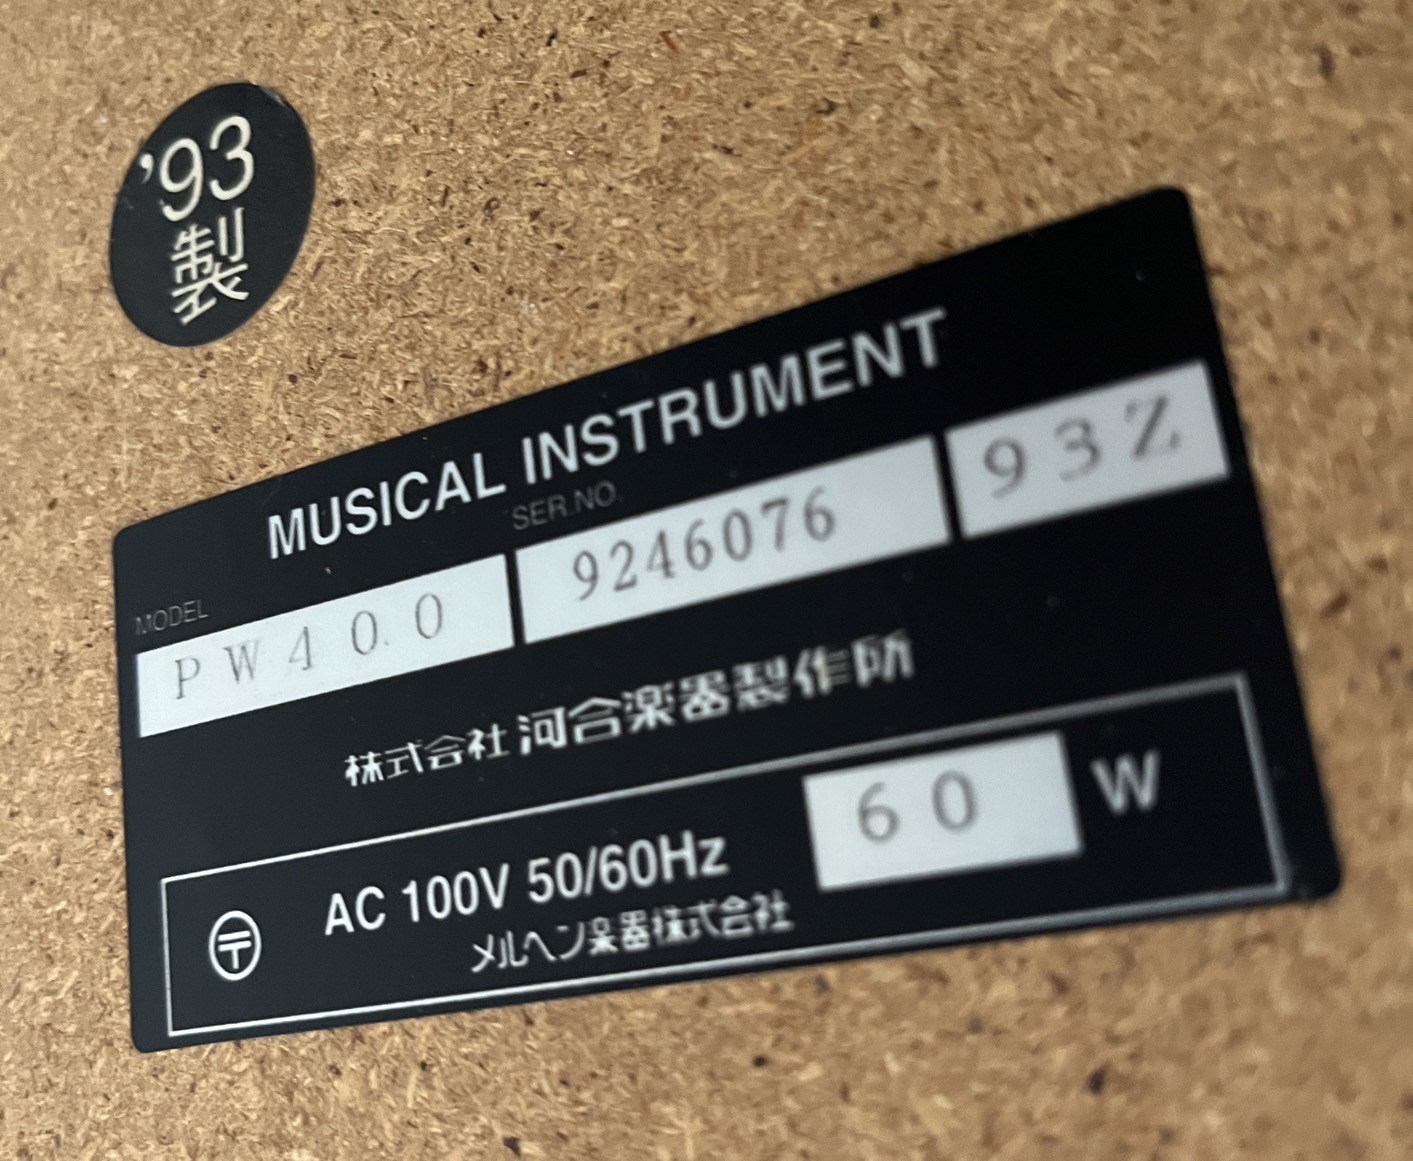 '93
製
MUSICAL INSTRUMENT
MODEL SER.NO.
PW400 9246076 93Z
株式会社 河合楽器製作所
〒 AC 100V 50/60Hz 60 W
メルヘン楽器株式会社